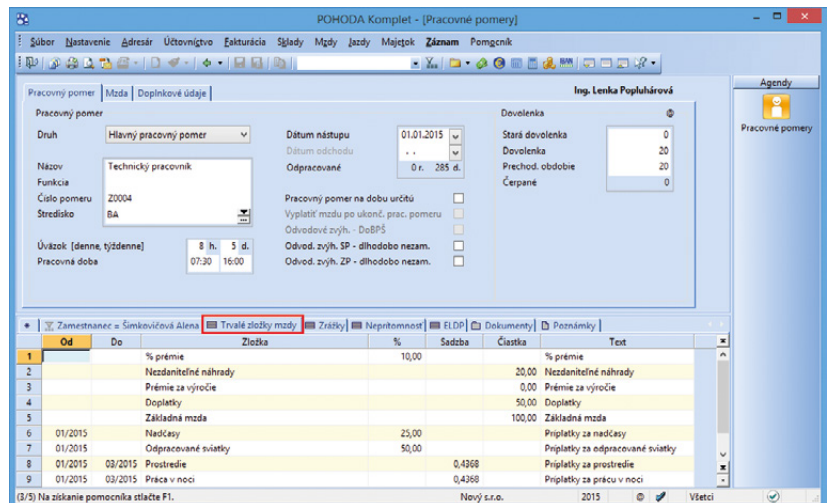 POHODA Komplet - [Pracovné pomery]
Súbor Nastavenie Adresár Účtovníctvo Fakturácia Sklady Mzdy Jazdy Majetok Záznam Pomocník
Agendy
Pracovné pomery
Pracovný pomer Mzda Doplnkové údaje Ing. Lenka Popluhárová
Pracovný pomer Dovolenka
Druh Hlavný pracovný pomer Dátum nástupu 01.01.2015 Stará dovolenka 0
Dátum odchodu . . Dovolenka 20
Názov Technický pracovník Odpracované 0 r. 285 d. Prechod. obdobie 20
Funkcia Čerpané 0
Číslo pomeru Z0004 Pracovný pomer na dobu určitú
Stredisko BA Vyplatiť mzdu po ukonč. prac. pomeru
Odvodové zvýh. - DoBPŠ
Úväzok [denne, týždenne] 8 h. 5 d. Odvod. zvýh. SP - dlhodobo nezam.
Pracovná doba 07:30 16:00 Odvod. zvýh. ZP - dlhodobo nezam.
Zamestnanec = Šimkovičová Alena Trvalé zložky mzdy Zrážky Neprítomnosť ELDP Dokumenty Poznámky
Od Do Zložka % Sadzba Čiastka Text
1 % prémie 10,00 % prémie
2 Nezdaniteľné náhrady 20,00 Nezdaniteľné náhrady
3 Prémie za výročie 0,00 Prémie za výročie
4 Doplatky 50,00 Doplatky
5 Základná mzda 100,00 Základná mzda
6 01/2015 Nadčasy 25,00 Príplatky za nadčasy
7 01/2015 Odpracované sviatky 50,00 Príplatky za odpracované sviatky
8 01/2015 03/2015 Prostredie 0,4368 Príplatky za prostredie
9 01/2015 03/2015 Práca v noci 0,4368 Príplatky za prácu v noci
(3/5) Na získanie pomocníka stlačte F1. Nový s.r.o. 2015 Všetci